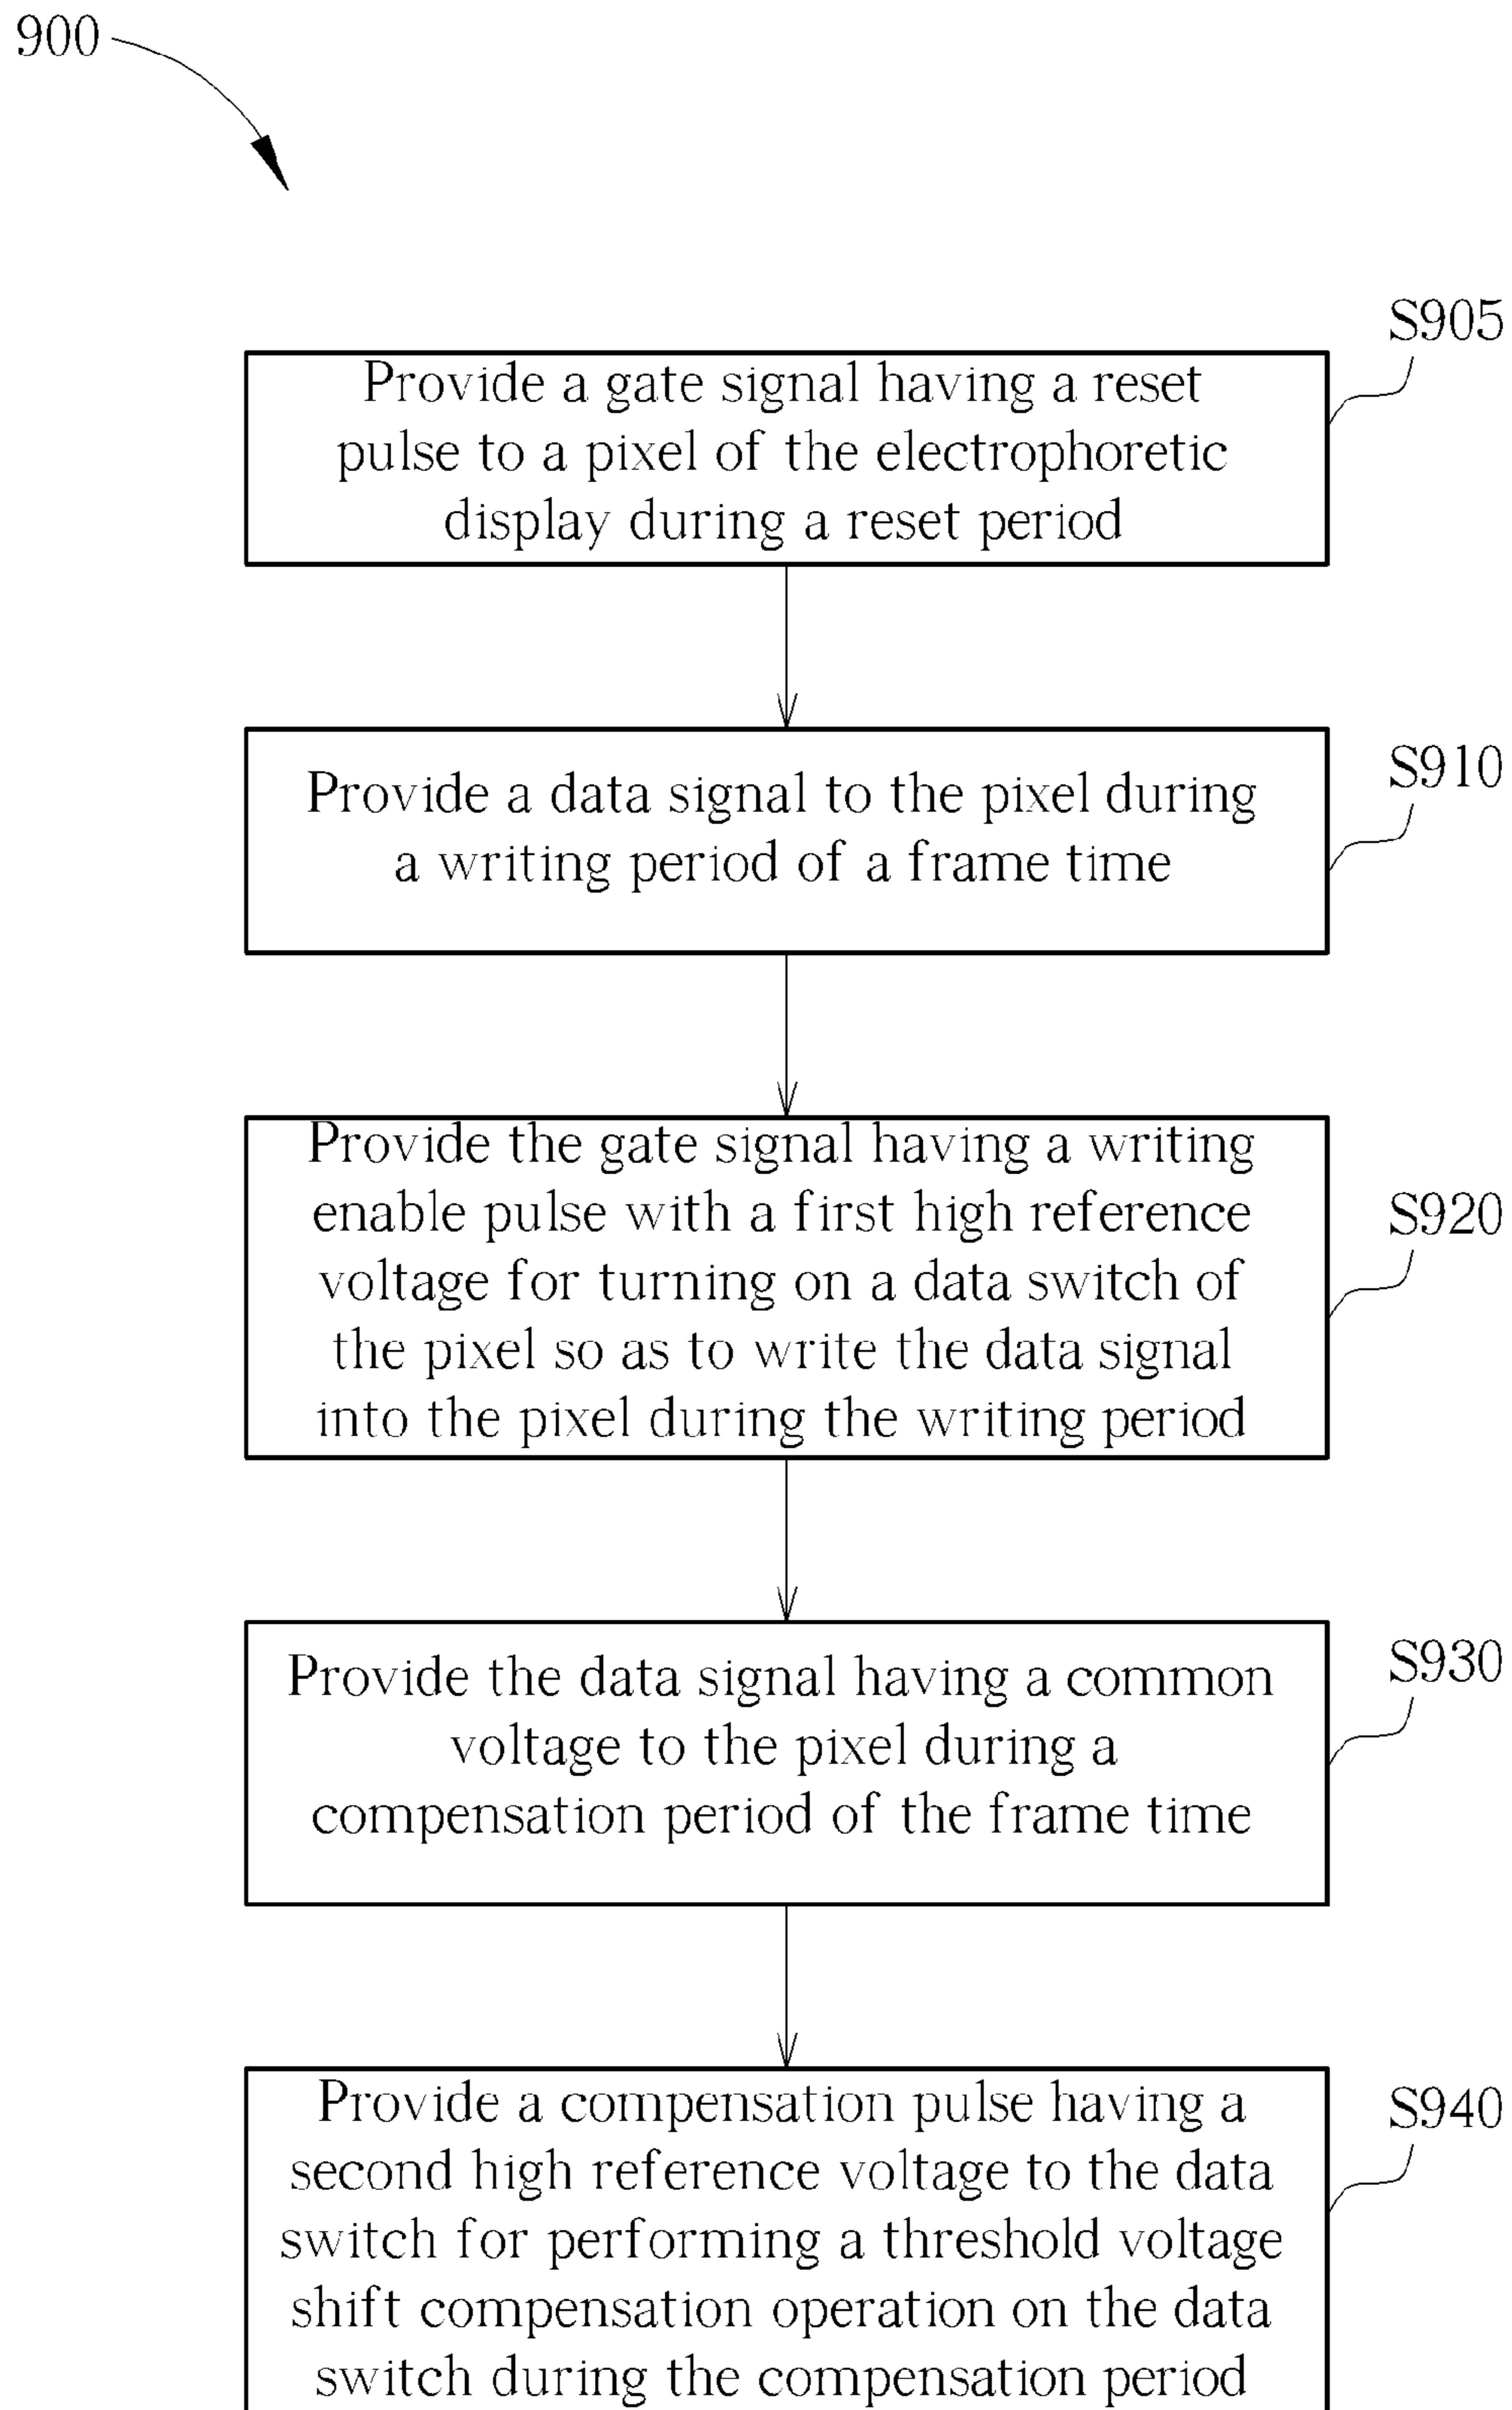 900
S905
Provide a gate signal having a reset
pulse to a pixel of the electrophoretic
display during a reset period
S910
Provide a data signal to the pixel during
a writing period of a frame time
Provide the gate signal having a writing
enable pulse with a first high reference
S920
voltage for turning on a data switch of
the pixel so as to write the data signal
into the pixel during the writing period
S930
Provide the data signal having a common
voltage to the pixel during a
compensation period of the frame time
S940
Provide a compensation pulse having a
second high reference voltage to the data
switch for performing a threshold voltage
shift compensation operation on the data
switch during the compensation period